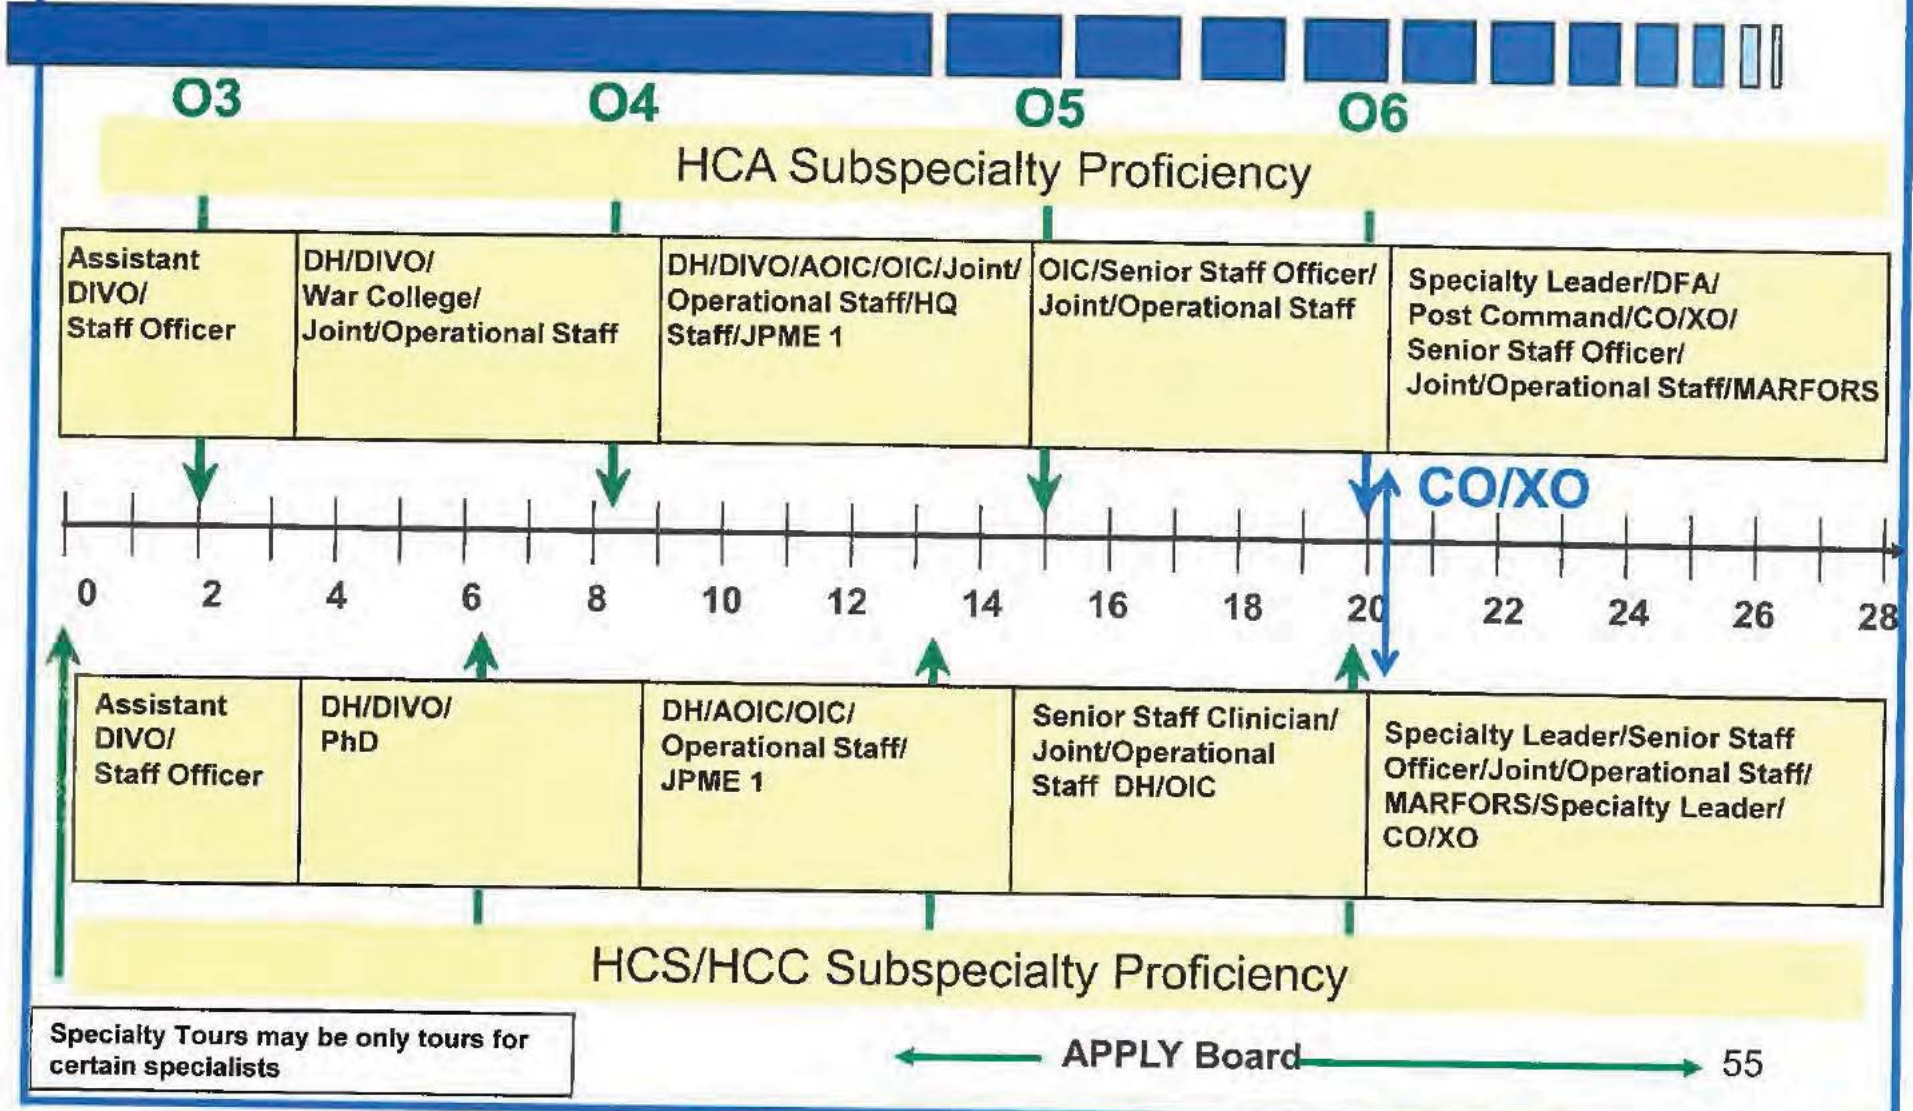 O3
O4
O5
O6
HCA Subspecialty Proficiency
Assistant
DIVO/
Staff Officer
DH/DIVO/
War College/
Joint/Operational Staff
DH/DIVO/AOIC/OIC/Joint/
Operational Staff/HQ
Staff/JPME 1
OIC/Senior Staff Officer/
Joint/Operational Staff
Specialty Leader/DFA/
Post Command/CO/XO/
Senior Staff Officer/
Joint/Operational Staff/MARFORS
CO/XO
0 2 4 6 8 10 12 14 16 18 20 22 24 26 28
Assistant
DIVO/
Staff Officer
DH/DIVO/
PhD
DH/AOIC/OIC/
Operational Staff/
JPME 1
Senior Staff Clinician/
Joint/Operational
Staff DH/OIC
Specialty Leader/Senior Staff
Officer/Joint/Operational Staff/
MARFORS/Specialty Leader/
CO/XO
HCS/HCC Subspecialty Proficiency
Specialty Tours may be only tours for
certain specialists
APPLY Board
55